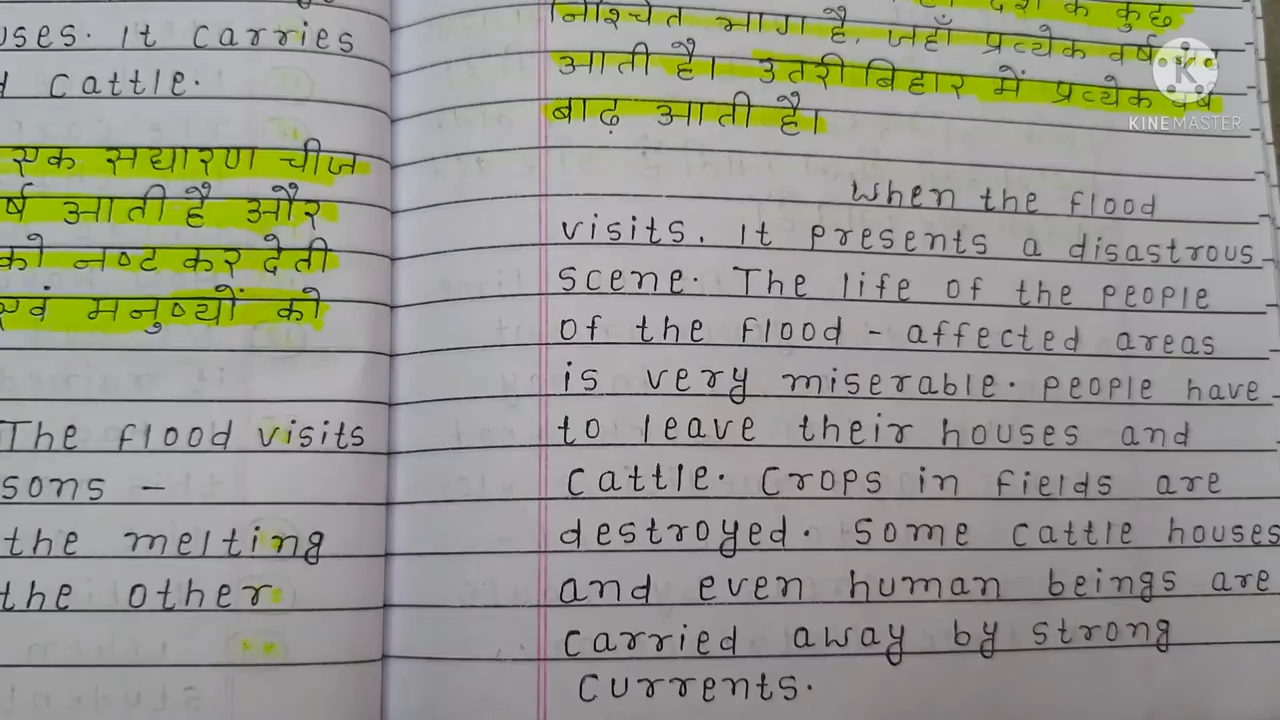 uses. It carries
d cattle.
एक सधारण चीज
र्ष आती है और
को नष्ट कर देती
एवं मनुष्यों को
The flood visits
sons -
the melting
the other
के कुछ
निश्चित भाग है, जहाँ प्रत्येक वर्ष
आती है। उतरी बिहार में प्रत्येक वर्ष
बाढ़ आती है।
When the flood
visits. It presents a disastrous
scene. The life of the people
of the flood - affected areas
is very miserable. people have
to leave their houses and
cattle. Crops in fields are
destroyed. Some cattle houses
and even human beings are
carried away by strong
currents.
KINEMASTER